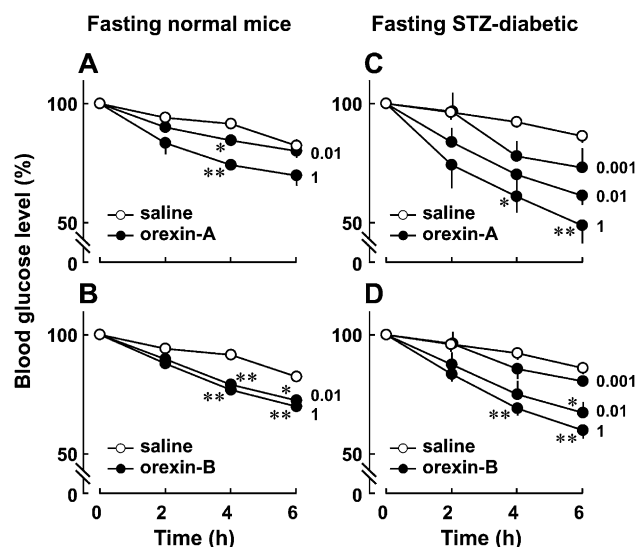 Fasting normal mice
Fasting STZ-diabetic
Blood glucose level (%)
A
100
50
0
*
**
0.01
1
saline
orexin-A
C
100
50
0
*
**
0.001
0.01
1
saline
orexin-A
B
100
50
0
**
**
*
**
0.01
1
saline
orexin-B
0 2 4 6
Time (h)
D
100
50
0
**
*
**
0.001
0.01
1
saline
orexin-B
0 2 4 6
Time (h)